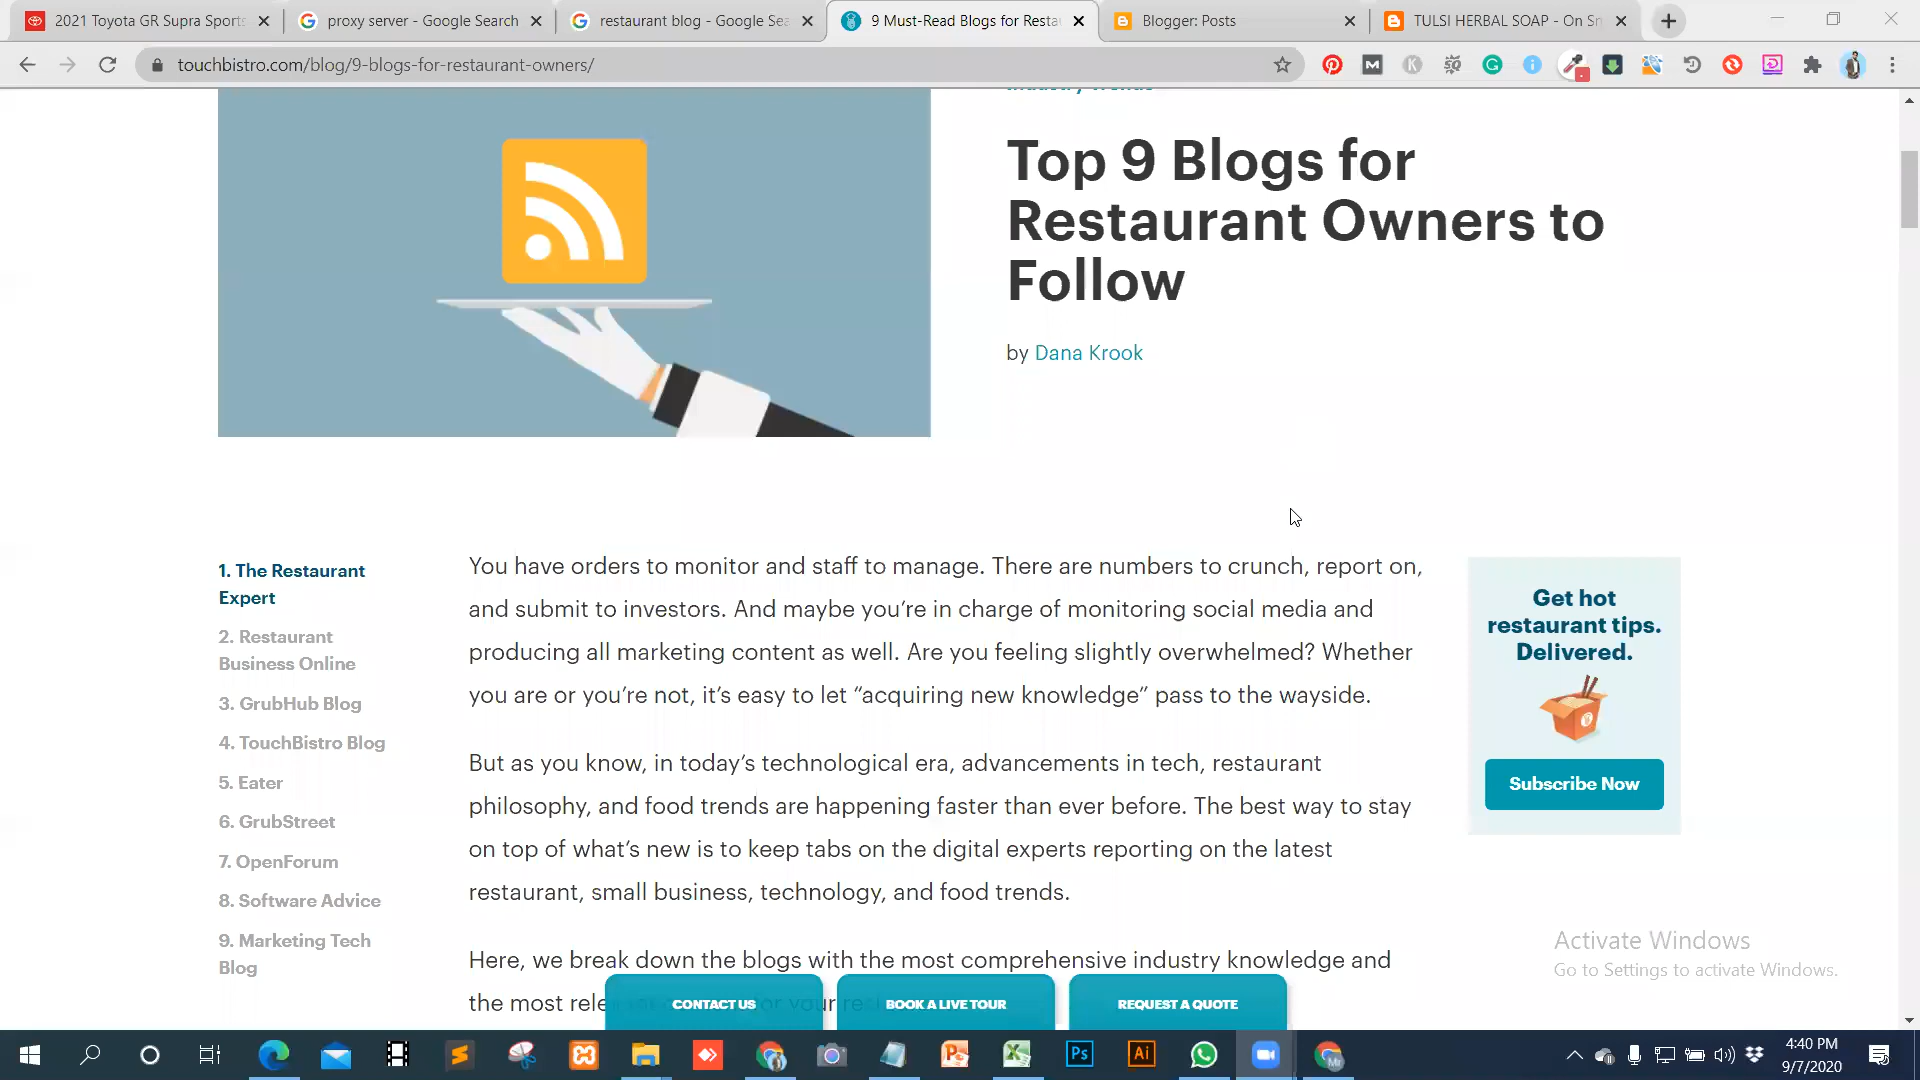 2021 Toyota GR Supra Sports
proxy server - Google Search
restaurant blog - Google Sea
9 Must-Read Blogs for Resta
Blogger: Posts
TULSI HERBAL SOAP - On Sn
touchbistro.com/blog/9-blogs-for-restaurant-owners/
Top 9 Blogs for
Restaurant Owners to
Follow
by Dana Krook
1. The Restaurant
Expert
2. Restaurant
Business Online
3. GrubHub Blog
4. TouchBistro Blog
5. Eater
6. GrubStreet
7. OpenForum
8. Software Advice
9. Marketing Tech
Blog
You have orders to monitor and staff to manage. There are numbers to crunch, report on,
and submit to investors. And maybe you’re in charge of monitoring social media and
producing all marketing content as well. Are you feeling slightly overwhelmed? Whether
you are or you’re not, it’s easy to let “acquiring new knowledge” pass to the wayside.
But as you know, in today’s technological era, advancements in tech, restaurant
philosophy, and food trends are happening faster than ever before. The best way to stay
on top of what’s new is to keep tabs on the digital experts reporting on the latest
restaurant, small business, technology, and food trends.
Here, we break down the blogs with the most comprehensive industry knowledge and
the most
Get hot
restaurant tips.
Delivered.
Subscribe Now
CONTACT US
BOOK A LIVE TOUR
REQUEST A QUOTE
Activate Windows
Go to Settings to activate Windows.
4:40 PM
9/7/2020